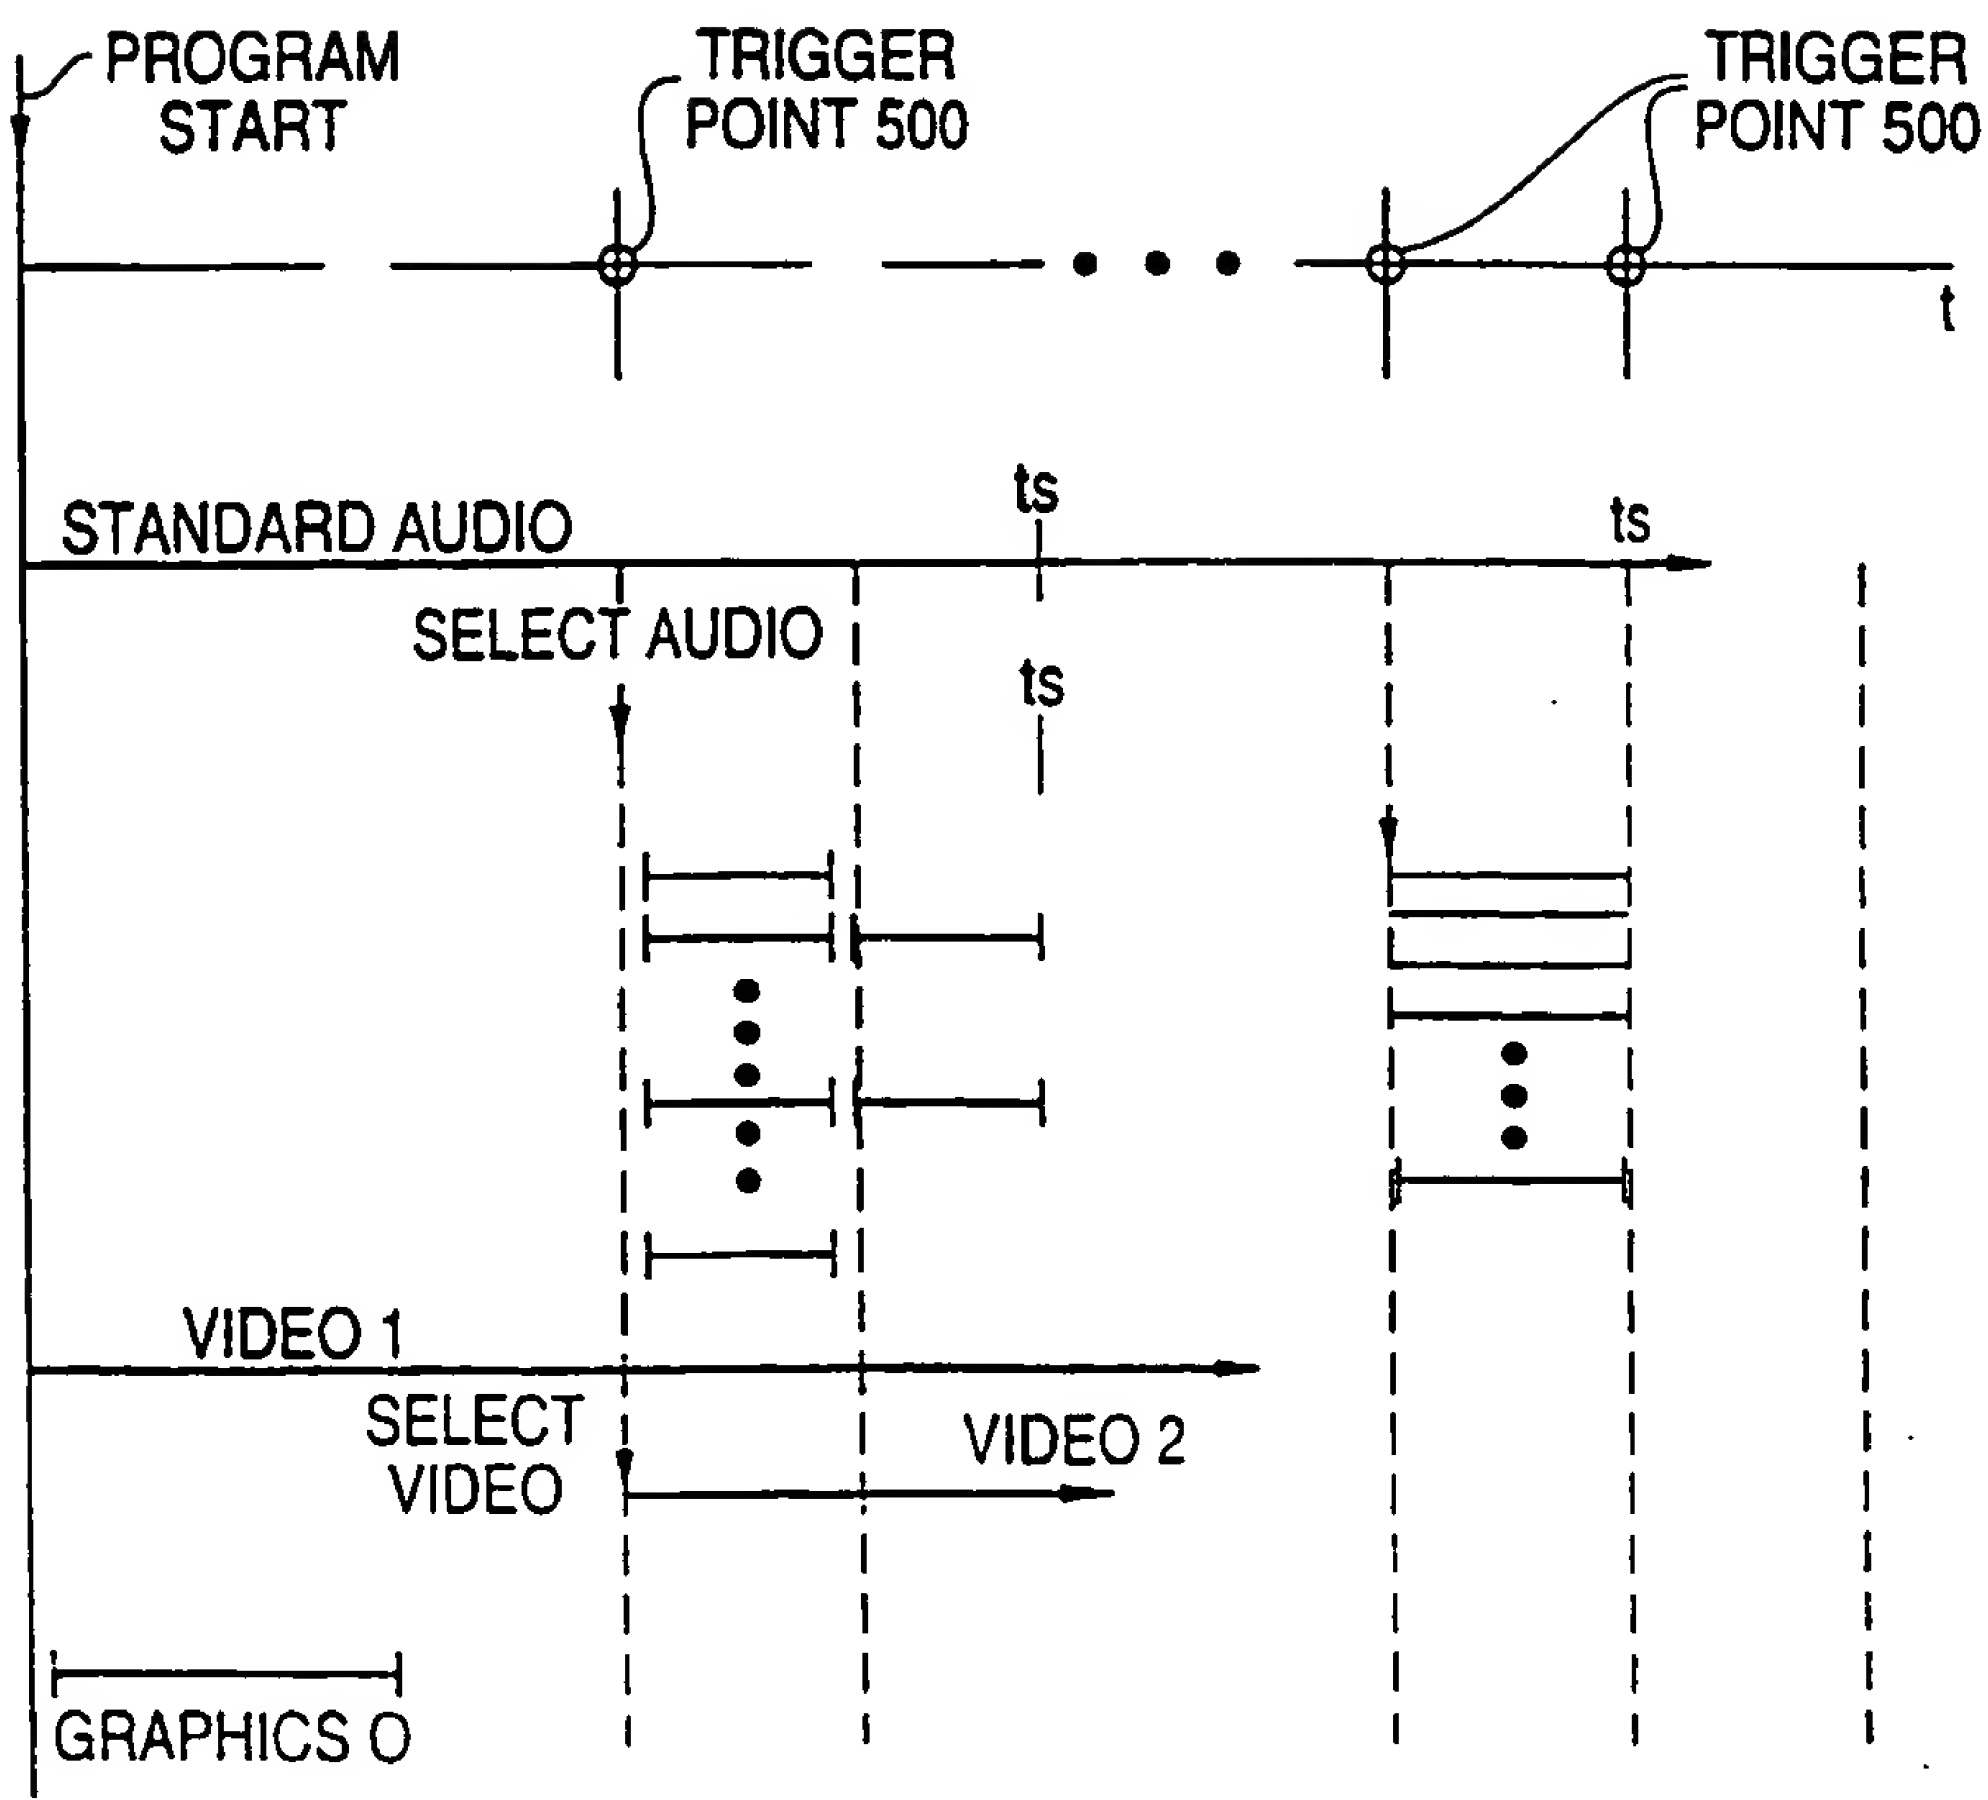 PROGRAM
START
TRIGGER
POINT 500
TRIGGER
POINT 500
t
STANDARD AUDIO
ts
ts
SELECT AUDIO
ts
VIDEO 1
SELECT
VIDEO
VIDEO 2
GRAPHICS O